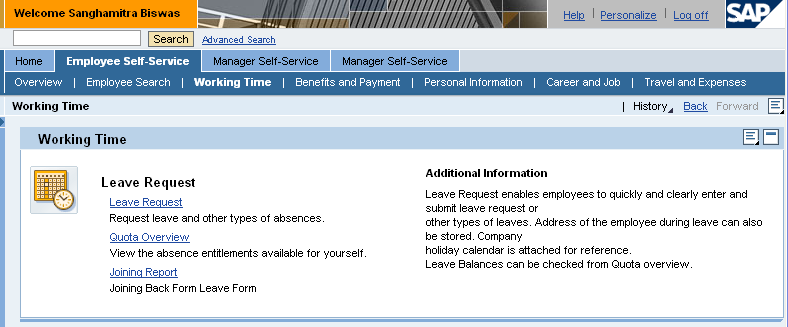 Welcome Sanghamitra Biswas
Help | Personalize | Log off
SAP
Search Advanced Search
Home Employee Self-Service Manager Self-Service Manager Self-Service
Overview | Employee Search | Working Time | Benefits and Payment | Personal Information | Career and Job | Travel and Expenses
Working Time | History Back Forward
Working Time
Leave Request
Leave Request
Request leave and other types of absences.
Quota Overview
View the absence entitlements available for yourself.
Joining Report
Joining Back Form Leave Form
Additional Information
Leave Request enables employees to quickly and clearly enter and
submit leave request or
other types of leaves. Address of the employee during leave can also
be stored. Company
holiday calendar is attached for reference.
Leave Balances can be checked from Quota overview.